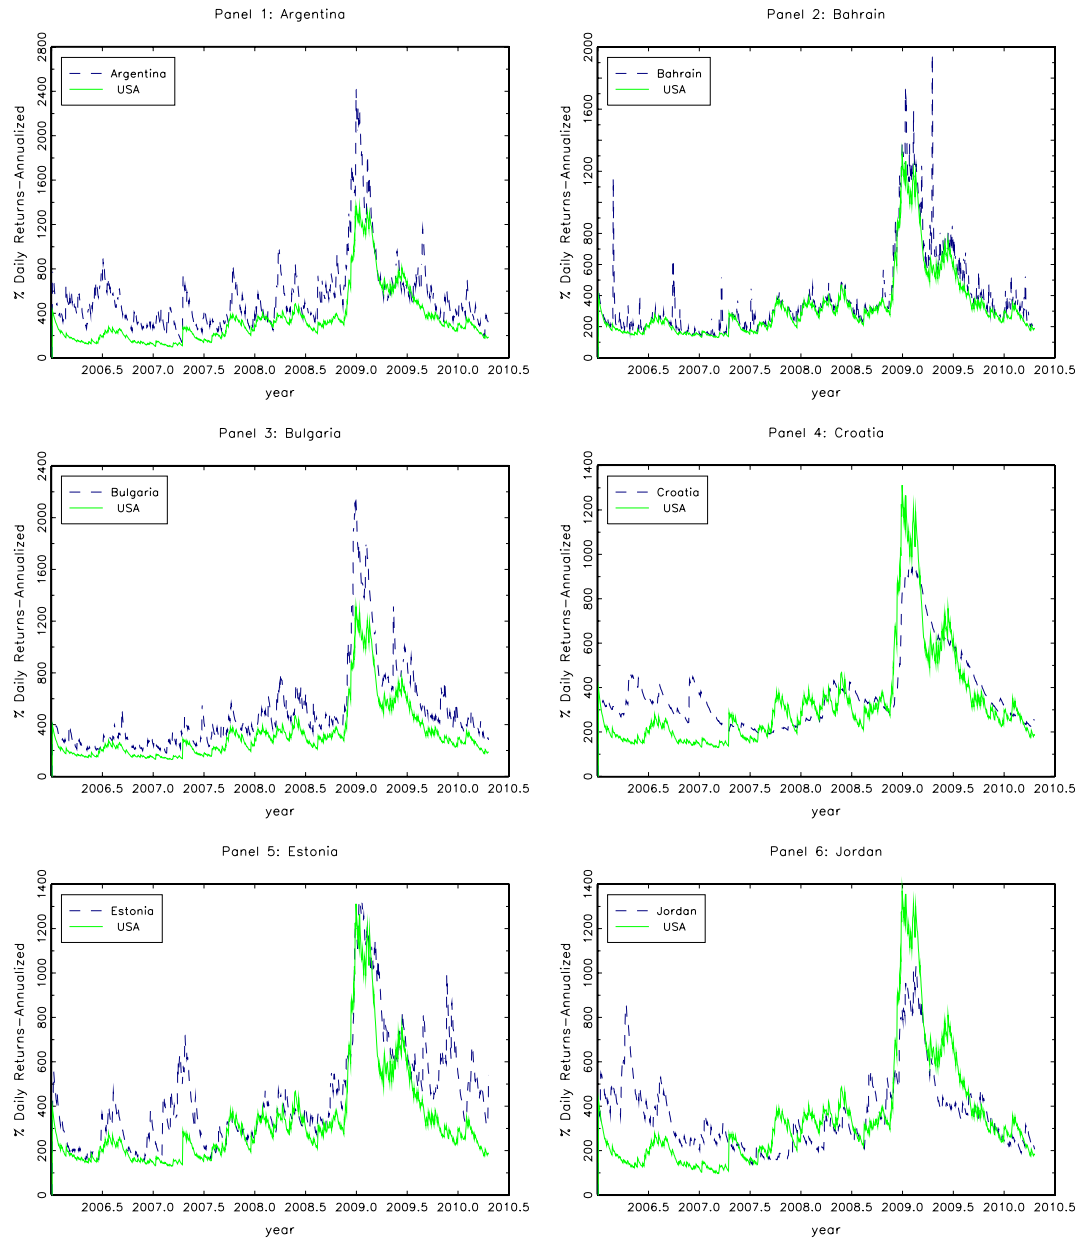 Panel 1: Argentina
% Daily Returns-Annualized
0 400 800 1200 1600 2000 2400 2800
Argentina
USA
2006.5 2007.0 2007.5 2008.0 2008.5 2009.0 2009.5 2010.0 2010.5
year
Panel 2: Bahrain
% Daily Returns-Annualized
0 200 400 600 800 1000 1200 1400 1600 1800 2000
Bahrain
USA
2006.5 2007.0 2007.5 2008.0 2008.5 2009.0 2009.5 2010.0 2010.5
year
Panel 3: Bulgaria
% Daily Returns-Annualized
0 400 800 1200 1600 2000 2400
Bulgaria
USA
2006.5 2007.0 2007.5 2008.0 2008.5 2009.0 2009.5 2010.0 2010.5
year
Panel 4: Croatia
% Daily Returns-Annualized
0 200 400 600 800 1000 1200 1400
Croatia
USA
2006.5 2007.0 2007.5 2008.0 2008.5 2009.0 2009.5 2010.0 2010.5
year
Panel 5: Estonia
% Daily Returns-Annualized
0 200 400 600 800 1000 1200 1400
Estonia
USA
2006.5 2007.0 2007.5 2008.0 2008.5 2009.0 2009.5 2010.0 2010.5
year
Panel 6: Jordan
% Daily Returns-Annualized
0 200 400 600 800 1000 1200 1400
Jordan
USA
2006.5 2007.0 2007.5 2008.0 2008.5 2009.0 2009.5 2010.0 2010.5
year